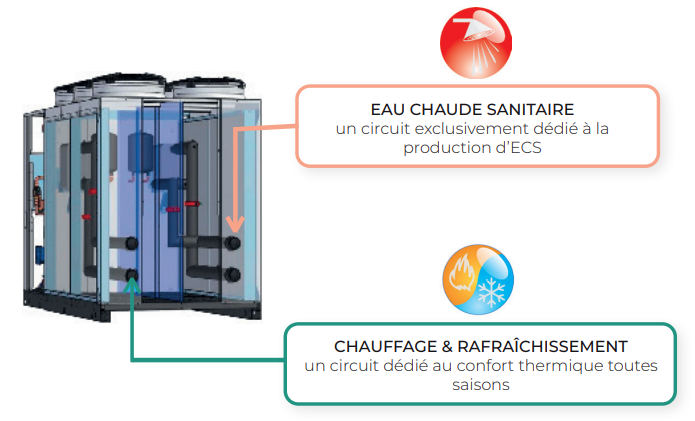 EAU CHAUDE SANITAIRE
un circuit exclusivement dédié à la
production d'ECS
CHAUFFAGE & RAFRAÎCHISSEMENT
un circuit dédié au confort thermique toutes
saisons